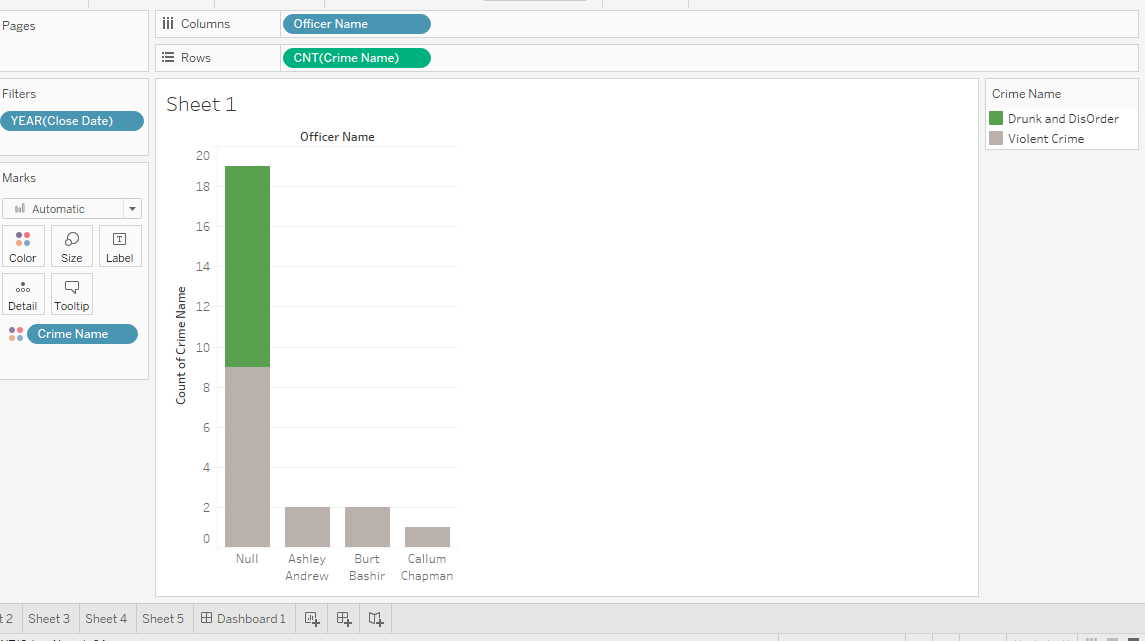 Pages
Columns
Officer Name
Rows
CNT(Crime Name)
Filters
YEAR(Close Date)
Marks
Automatic
Color
Size
Label
Detail
Tooltip
Crime Name
Sheet 1
Officer Name
Count of Crime Name
20
18
16
14
12
10
8
6
4
2
0
Null
Ashley
Andrew
Burt
Bashir
Callum
Chapman
Crime Name
Drunk and DisOrder
Violent Crime
2
Sheet 3
Sheet 4
Sheet 5
Dashboard 1